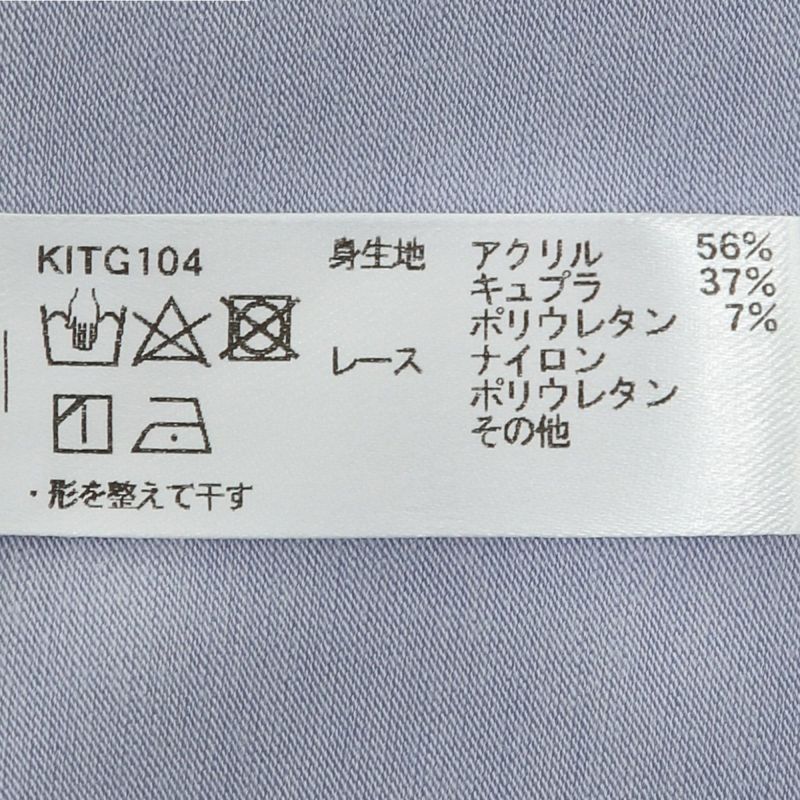 KITG104
身生地 アクリル 56%
キュプラ 37%
ポリウレタン 7%
レース ナイロン
ポリウレタン
その他
・形を整えて干す